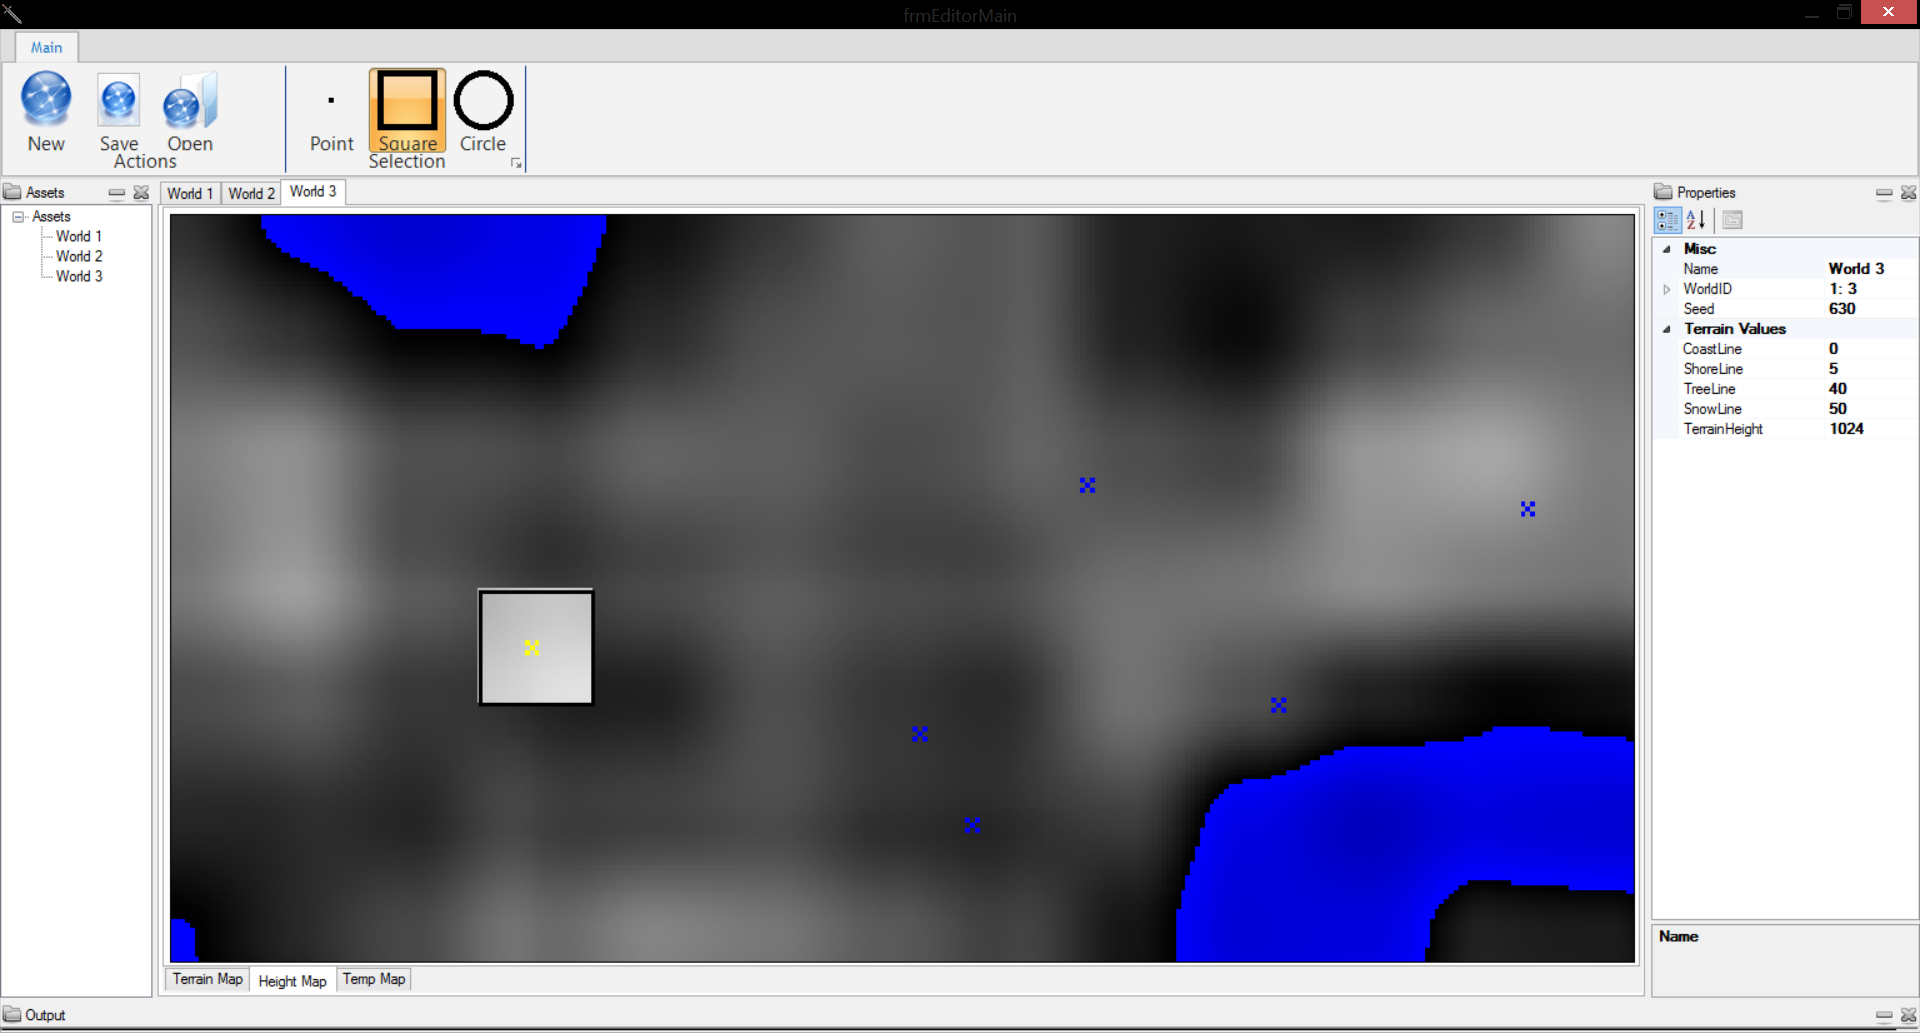 frmEditorMain
Main
New Save Open
Actions
Point Square Circle
Selection
Assets
Assets
World 1
World 2
World 3
World 1 World 2 World 3
Terrain Map Height Map Temp Map
Properties
Misc
Name World 3
WorldID 1: 3
Seed 630
Terrain Values
CoastLine 0
ShoreLine 5
TreeLine 40
SnowLine 50
TerrainHeight 1024
Name
Output